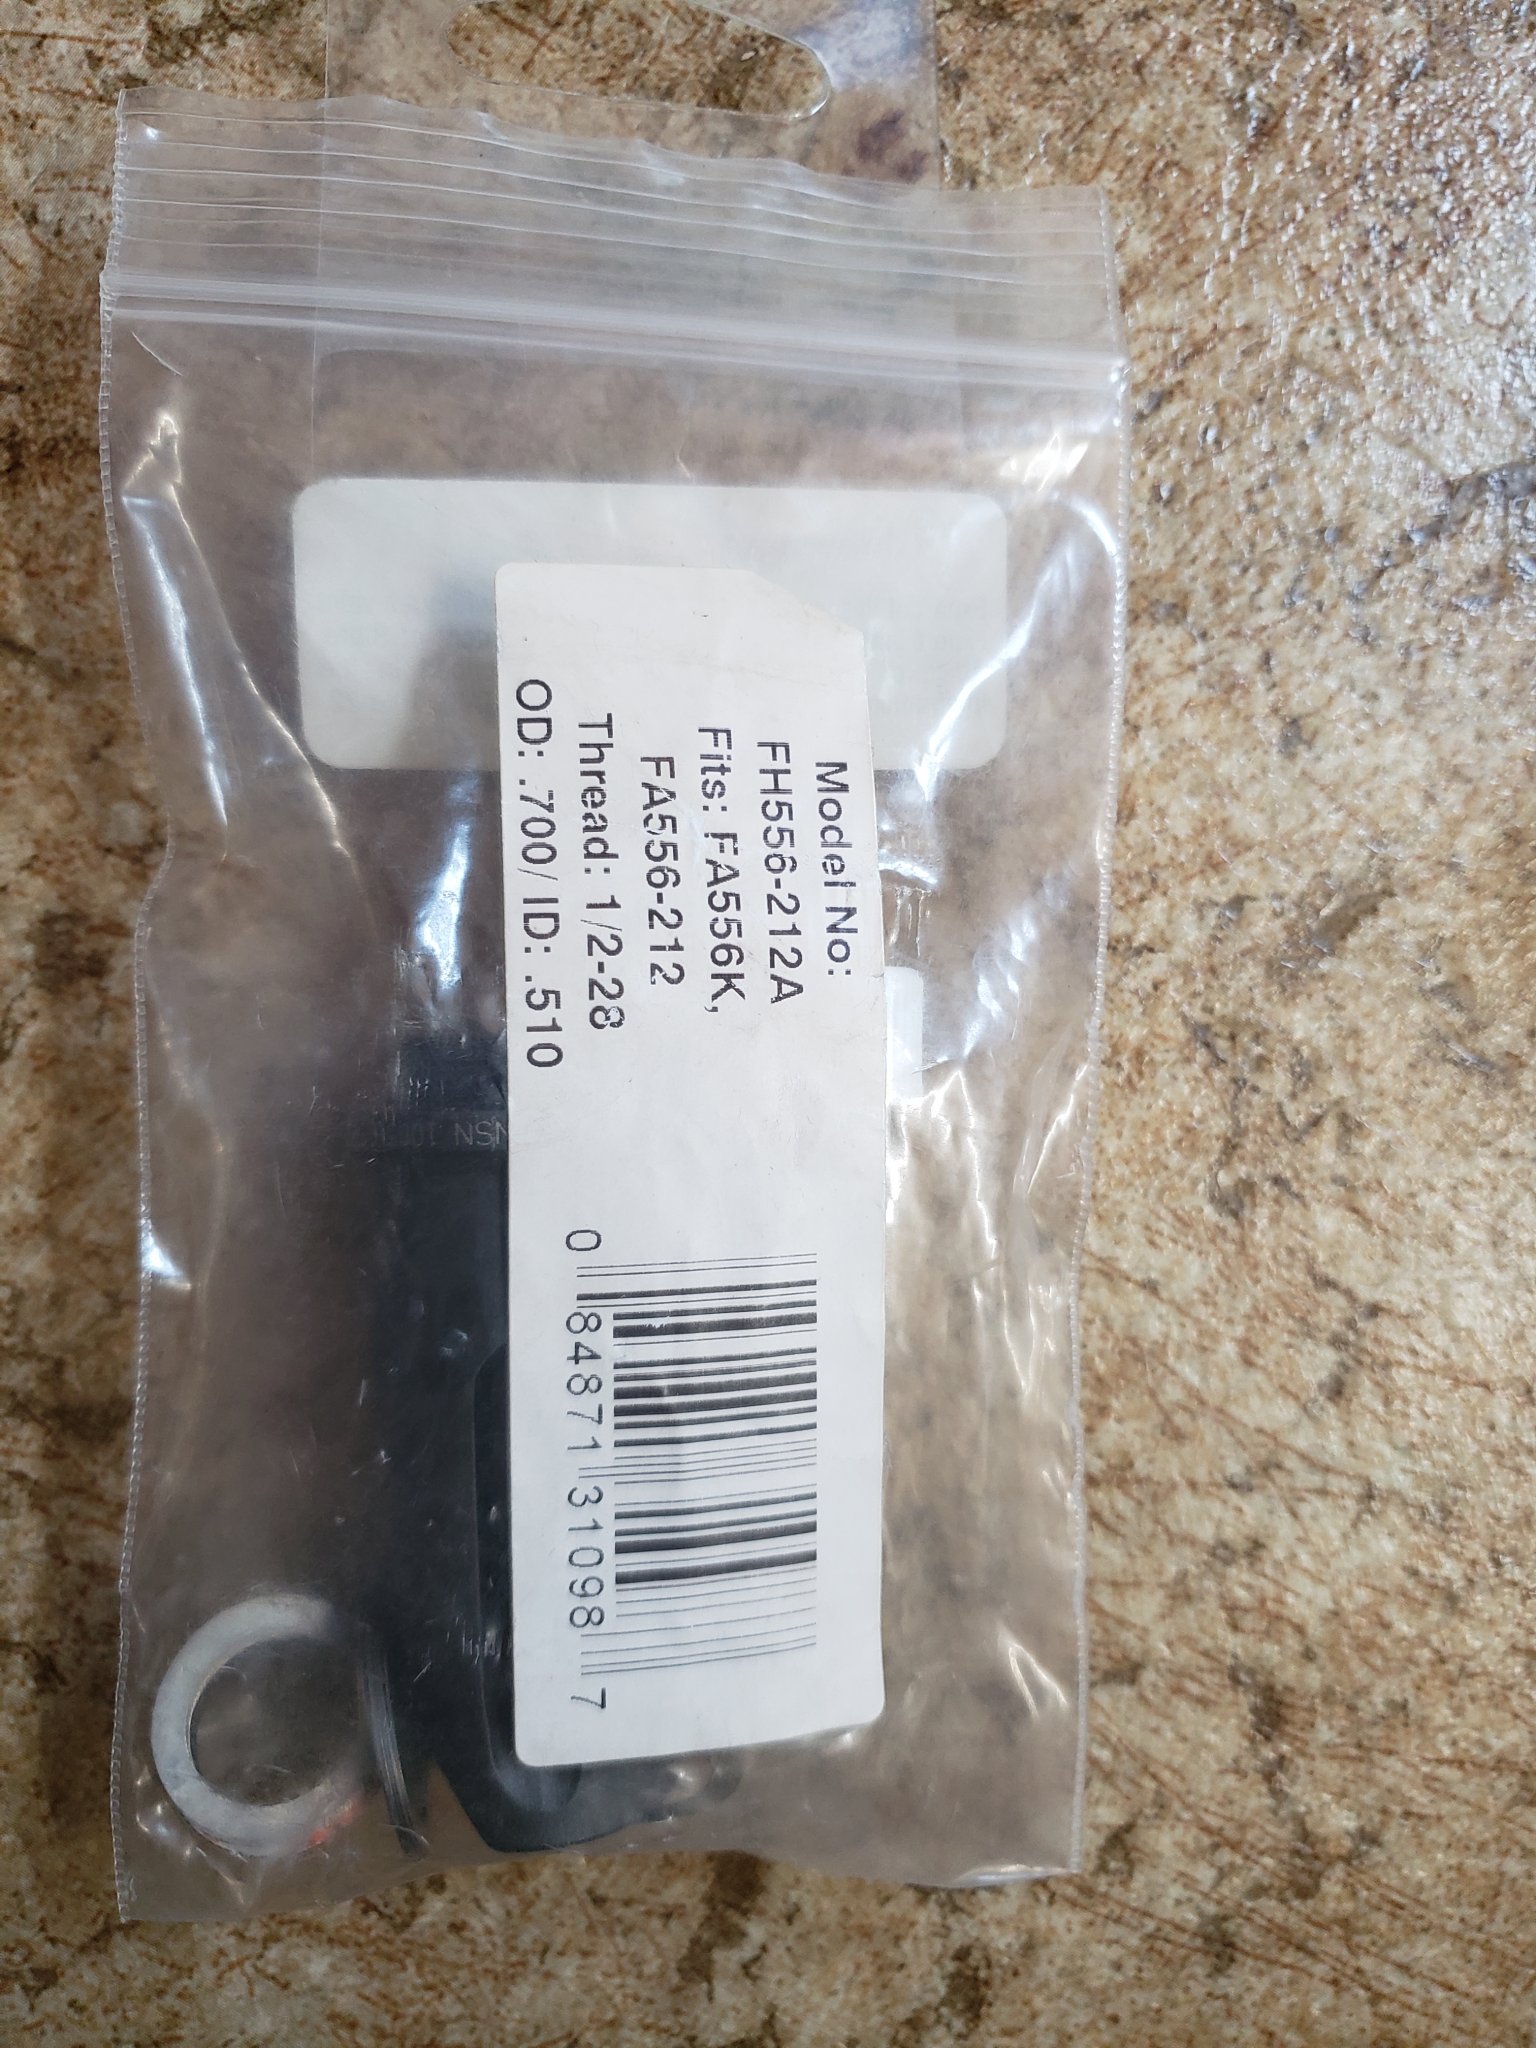 Model No:
FH556-212A
Fits: FA556K,
FA556-212
Thread: 1/2-28
OD: .700/ ID: .510
0 84871 31098 7
NSN